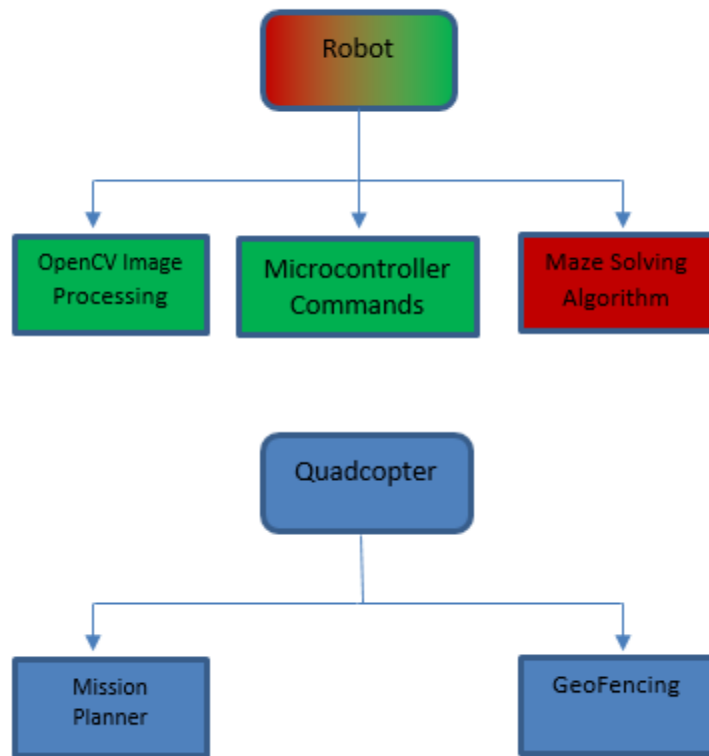 Robot
OpenCV Image
Processing
Microcontroller
Commands
Maze Solving
Algorithm
Quadcopter
Mission
Planner
GeoFencing